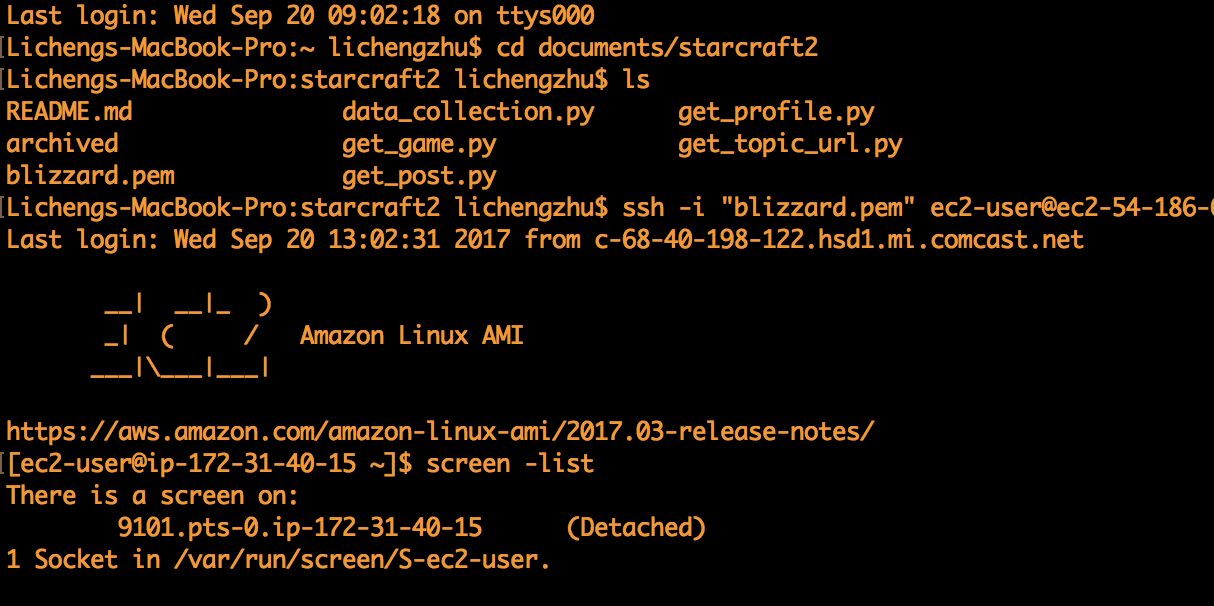 Last login: Wed Sep 20 09:02:18 on ttys000
[Lichengs-MacBook-Pro:~ lichengzhu$ cd documents/starcraft2
[Lichengs-MacBook-Pro:starcraft2 lichengzhu$ ls
README.md               data_collection.py      get_profile.py
archived                get_game.py             get_topic_url.py
blizzard.pem            get_post.py
[Lichengs-MacBook-Pro:starcraft2 lichengzhu$ ssh -i "blizzard.pem" ec2-user@ec2-54-186-
Last login: Wed Sep 20 13:02:31 2017 from c-68-40-198-122.hsd1.mi.comcast.net
       __|  __|_  )
       _|  (     /   Amazon Linux AMI
      ___|\___|___|
https://aws.amazon.com/amazon-linux-ami/2017.03-release-notes/
[[ec2-user@ip-172-31-40-15 ~]$ screen -list
There is a screen on:
        9101.pts-0.ip-172-31-40-15      (Detached)
1 Socket in /var/run/screen/S-ec2-user.